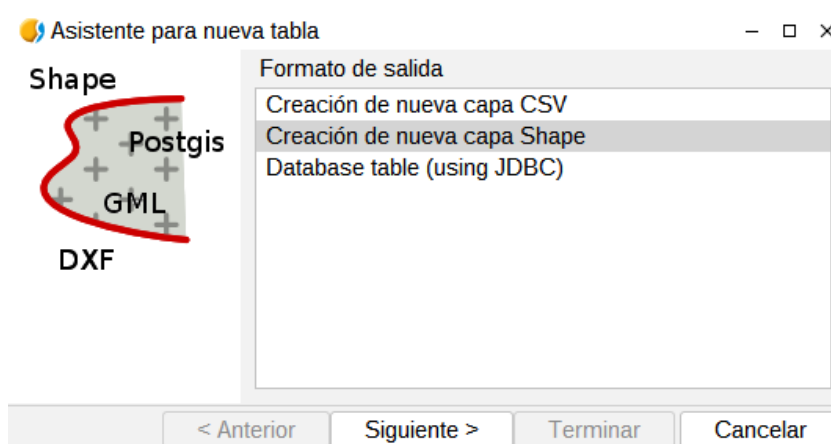 Asistente para nueva tabla
Shape
Postgis
GML
DXF
Formato de salida
Creación de nueva capa CSV
Creación de nueva capa Shape
Database table (using JDBC)
< Anterior
Siguiente >
Terminar
Cancelar